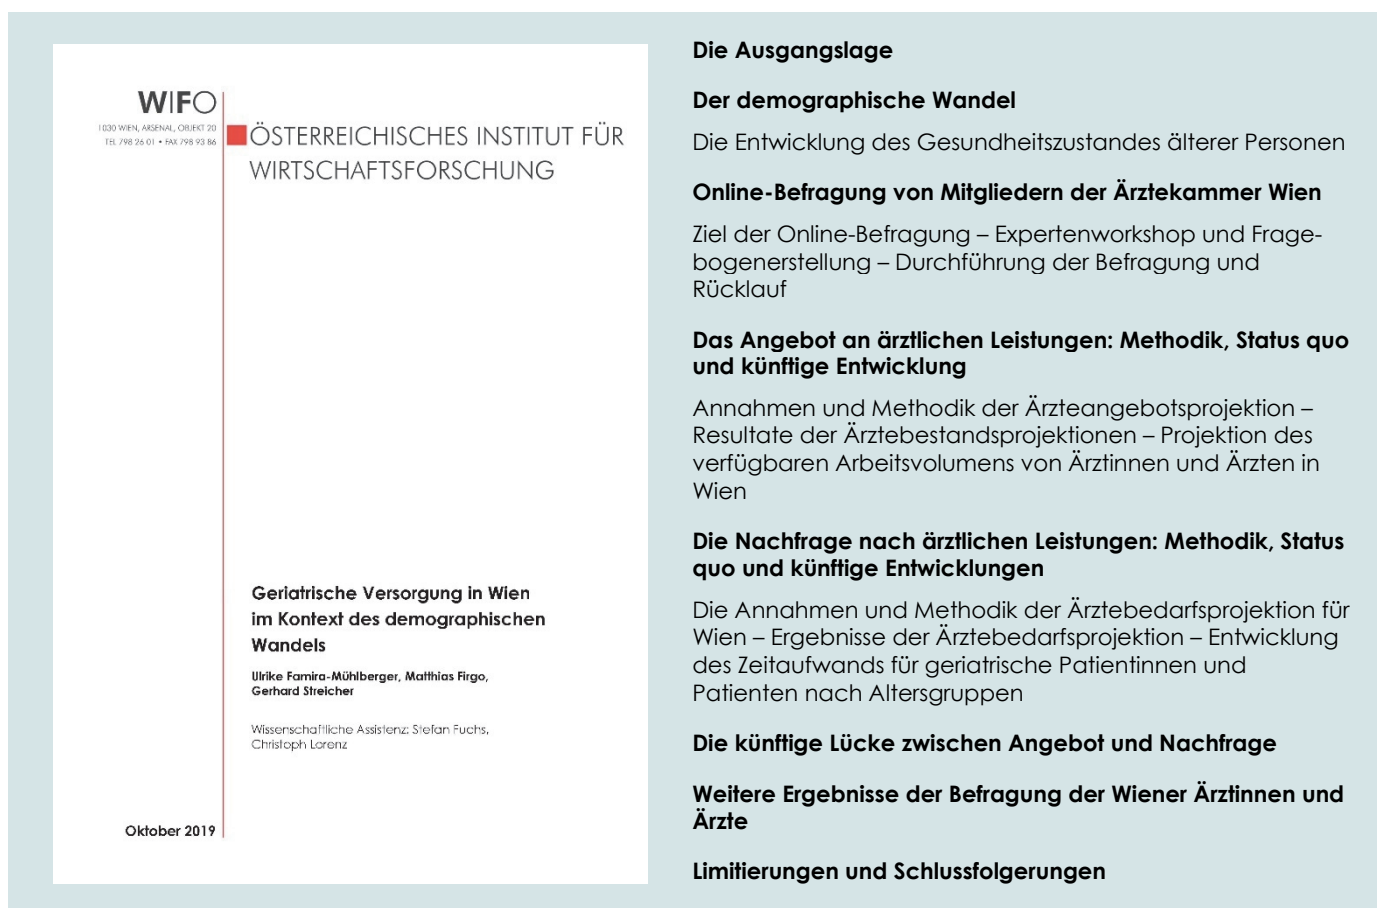 WIFO
1030 WIEN, ARSENAL, OBJEKT 20
TEL. 798 26 01 • FAX 798 93 86
ÖSTERREICHISCHES INSTITUT FÜR
WIRTSCHAFTSFORSCHUNG
Geriatrische Versorgung in Wien
im Kontext des demographischen
Wandels
Ulrike Famira-Mühlberger, Matthias Firgo,
Gerhard Streicher
Wissenschaftliche Assistenz: Stefan Fuchs,
Christoph Lorenz
Oktober 2019
Die Ausgangslage
Der demographische Wandel
Die Entwicklung des Gesundheitszustandes älterer Personen
Online-Befragung von Mitgliedern der Ärztekammer Wien
Ziel der Online-Befragung – Expertenworkshop und Frage-
bogenerstellung – Durchführung der Befragung und
Rücklauf
Das Angebot an ärztlichen Leistungen: Methodik, Status quo
und künftige Entwicklung
Annahmen und Methodik der Ärzteangebotsprojektion –
Resultate der Ärztebestandsprojektionen – Projektion des
verfügbaren Arbeitsvolumens von Ärztinnen und Ärzten in
Wien
Die Nachfrage nach ärztlichen Leistungen: Methodik, Status
quo und künftige Entwicklungen
Die Annahmen und Methodik der Ärztebedarfsprojektion für
Wien – Ergebnisse der Ärztebedarfsprojektion – Entwicklung
des Zeitaufwands für geriatrische Patientinnen und
Patienten nach Altersgruppen
Die künftige Lücke zwischen Angebot und Nachfrage
Weitere Ergebnisse der Befragung der Wiener Ärztinnen und
Ärzte
Limitierungen und Schlussfolgerungen